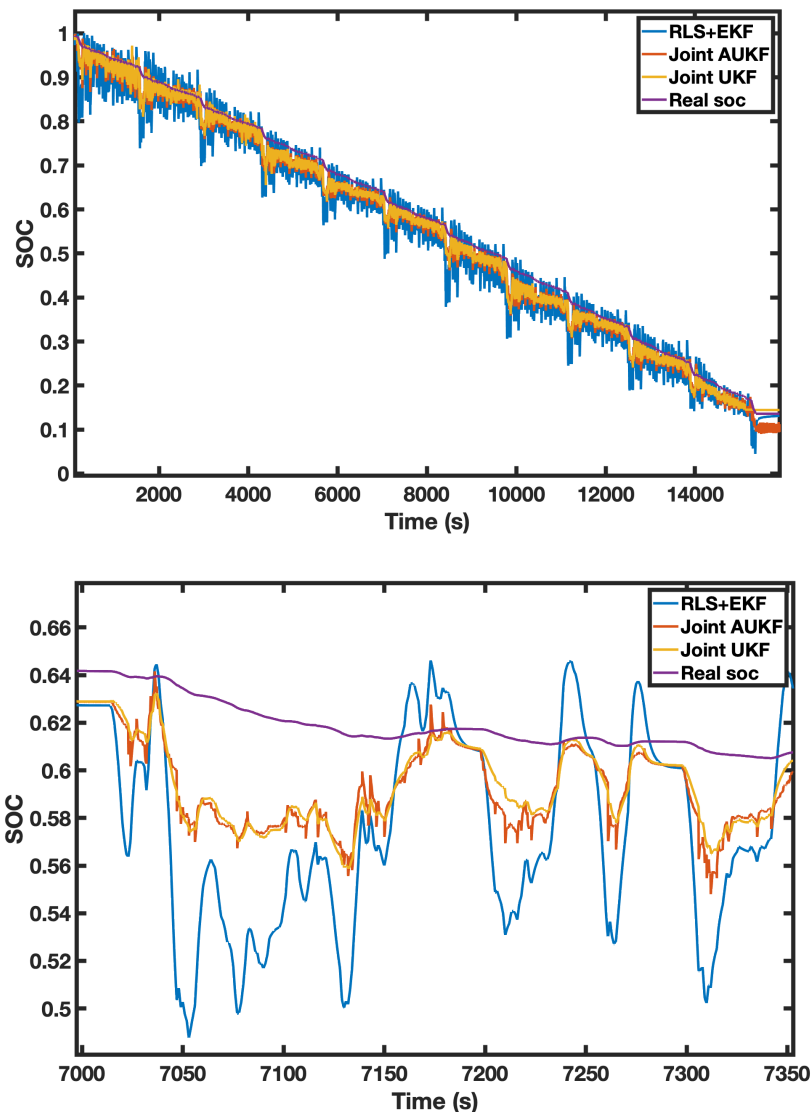 1
0.9
0.8
0.7
0.6
0.5
0.4
0.3
0.2
0.1
0
SOC
RLS+EKF
Joint AUKF
Joint UKF
Real soc
2000 4000 6000 8000 10000 12000 14000
Time (s)
0.66
0.64
0.62
0.6
0.58
0.56
0.54
0.52
0.5
SOC
RLS+EKF
Joint AUKF
Joint UKF
Real soc
7000 7050 7100 7150 7200 7250 7300 7350
Time (s)